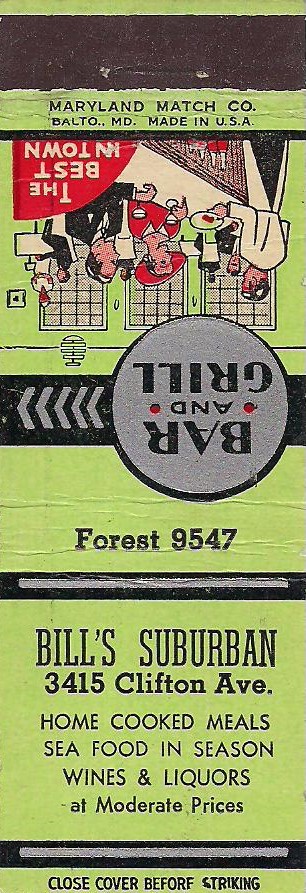 MARYLAND MATCH CO.
BALTO., MD. MADE IN U.S.A.
THE
BEST
IN TOWN
BAR
AND
GRILL
Forest 9547
BILL'S SUBURBAN
3415 Clifton Ave.
HOME COOKED MEALS
SEA FOOD IN SEASON
WINES & LIQUORS
at Moderate Prices
CLOSE COVER BEFORE STRIKING